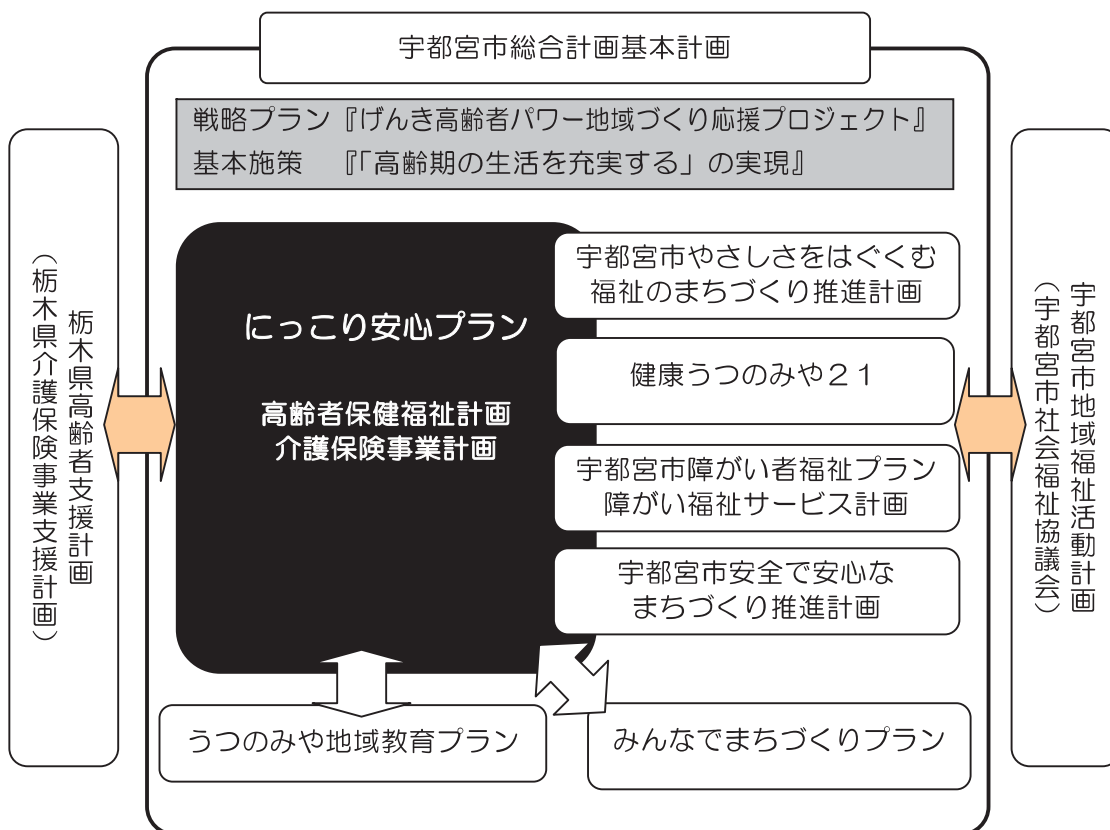 宇都宮市総合計画基本計画
戦略プラン『げんき高齢者パワー地域づくり応援プロジェクト』
基本施策　『「高齢期の生活を充実する」の実現』
栃木県高齢者支援計画
（栃木県介護保険事業支援計画）
にっこり安心プラン
高齢者保健福祉計画
介護保険事業計画
宇都宮市やさしさをはぐくむ
福祉のまちづくり推進計画
健康うつのみや２１
宇都宮市障がい者福祉プラン
障がい福祉サービス計画
宇都宮市安全で安心な
まちづくり推進計画
宇都宮市地域福祉活動計画
（宇都宮市社会福祉協議会）
うつのみや地域教育プラン
みんなでまちづくりプラン